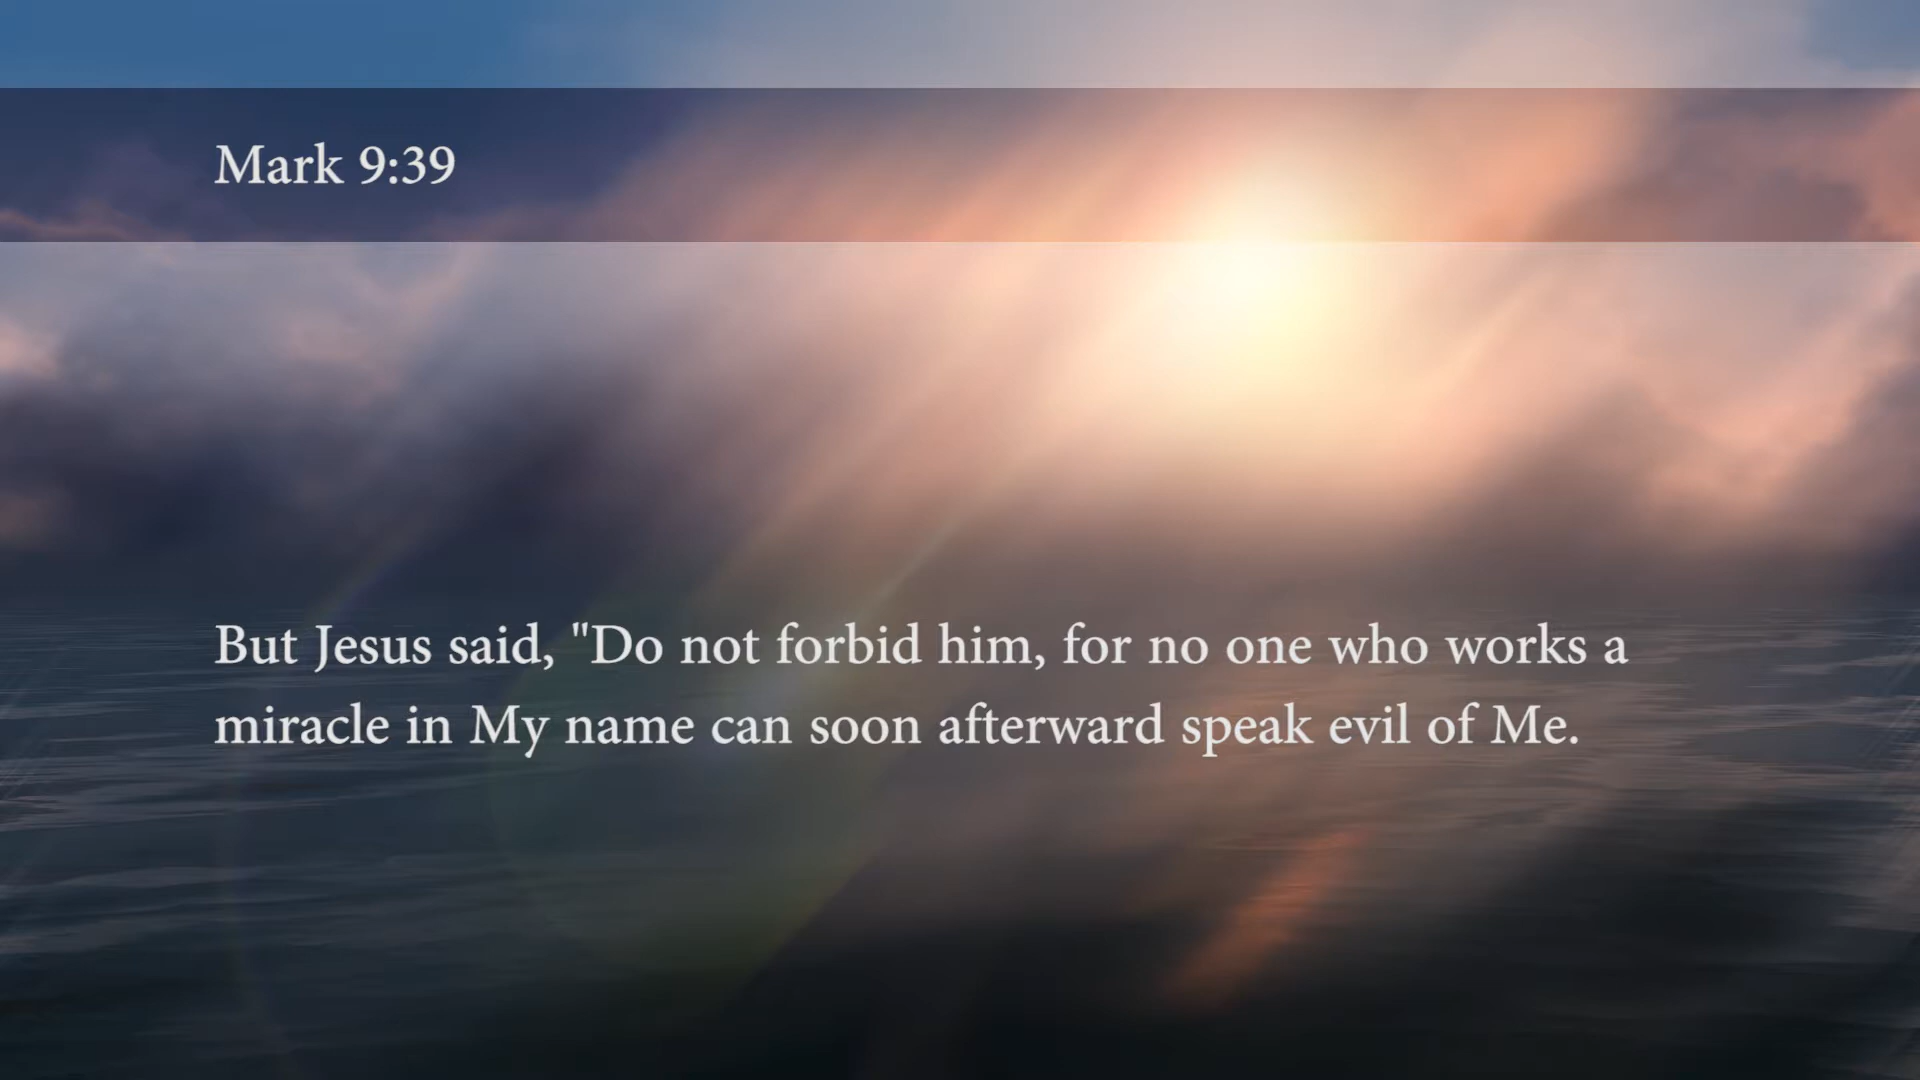 Mark 9:39
But Jesus said, "Do not forbid him, for no one who works a
miracle in My name can soon afterward speak evil of Me.